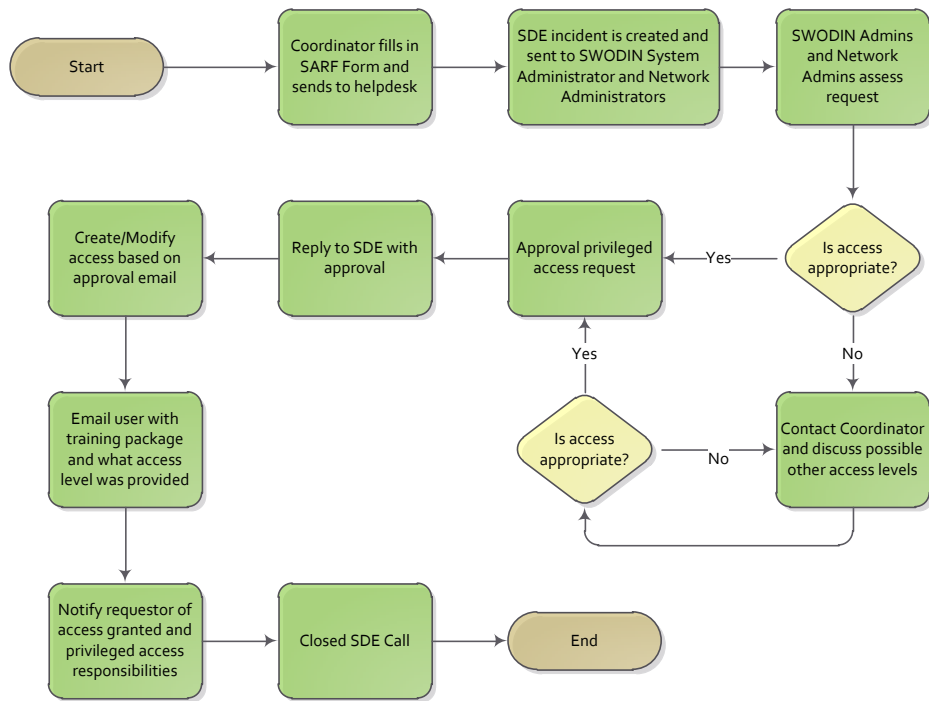 Start
Coordinator fills in
SARF Form and
sends to helpdesk
SDE incident is created and
sent to SWODIN System
Administrator and Network
Administrators
SWODIN Admins
and Network
Admins assess
request
Is access
appropriate?
Yes
Approval privileged
access request
Reply to SDE with
approval
Create/Modify
access based on
approval email
No
Yes
Contact Coordinator
and discuss possible
other access levels
Is access
appropriate?
No
Email user with
training package
and what access
level was provided
Notify requestor of
access granted and
privileged access
responsibilities
Closed SDE Call
End